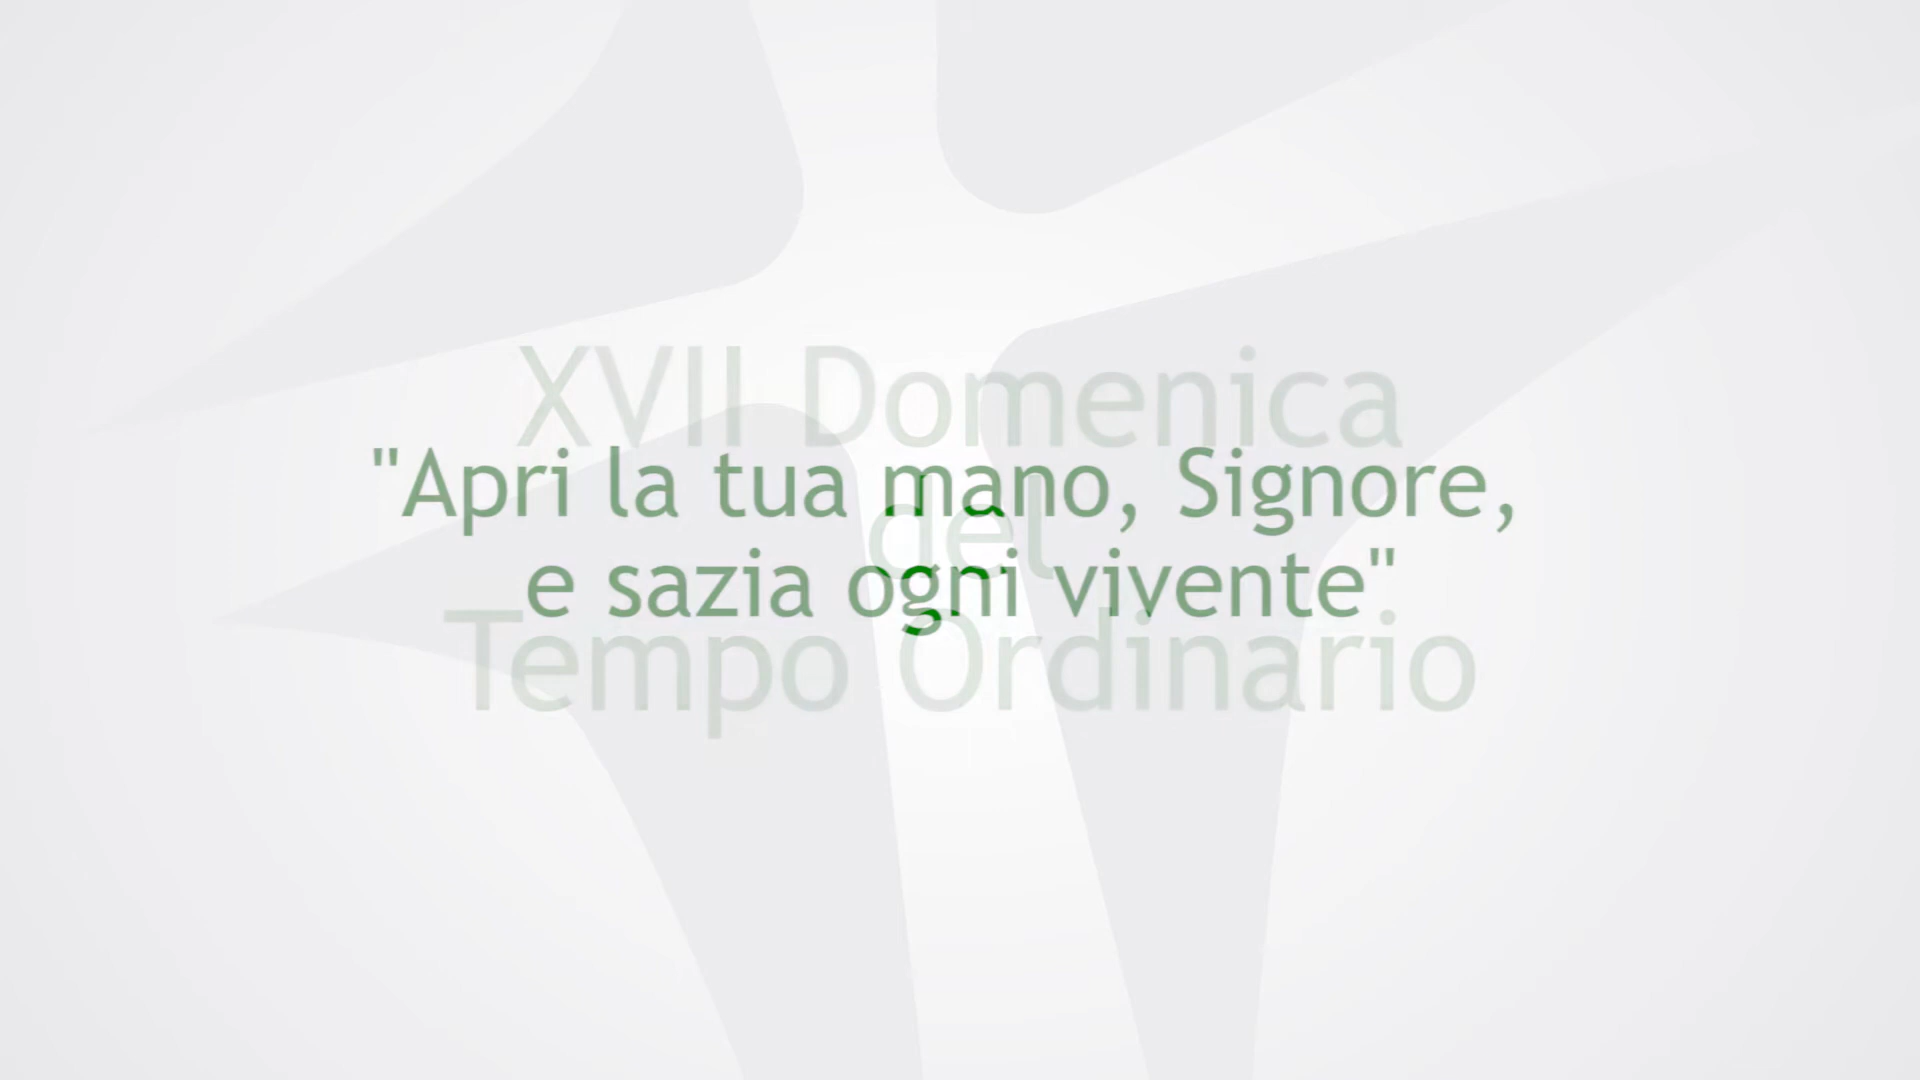 XVII Domenica
del
Tempo Ordinario
"Apri la tua mano, Signore,
e sazia ogni vivente"